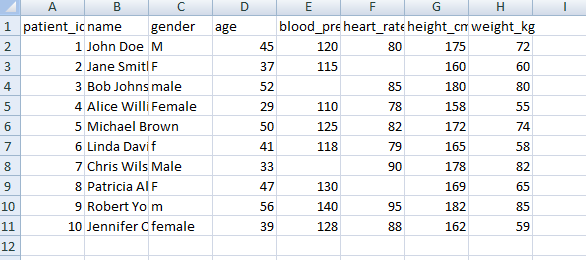 A B C D E F G H I
1 patient_id name gender age blood_pre heart_rate height_cm weight_kg
2 1 John Doe M 45 120 80 175 72
3 2 Jane Smitl F 37 115 160 60
4 3 Bob Johns male 52 85 180 80
5 4 Alice Willi Female 29 110 78 158 55
6 5 Michael Brown 50 125 82 172 74
7 6 Linda Davi f 41 118 79 165 58
8 7 Chris Wils Male 33 90 178 82
9 8 Patricia Al F 47 130 169 65
10 9 Robert Yo m 56 140 95 182 85
11 10 Jennifer C female 39 128 88 162 59
12